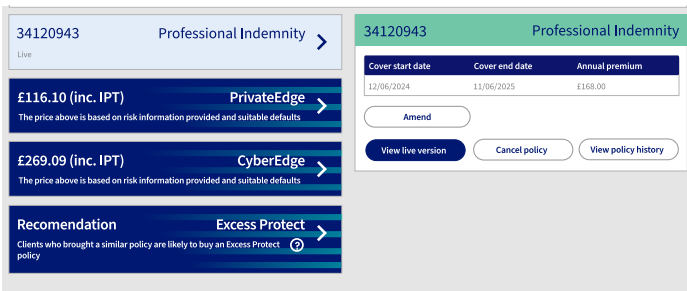 34120943 Professional Indemnity
Live
£116.10 (inc. IPT) PrivateEdge
The price above is based on risk information provided and suitable defaults
£269.09 (inc. IPT) CyberEdge
The price above is based on risk information provided and suitable defaults
Recomendation Excess Protect
Clients who brought a similar policy are likely to buy an Excess Protect ?
policy
34120943 Professional Indemnity
Cover start date Cover end date Annual premium
12/06/2024 11/06/2025 £168.00
Amend
View live version Cancel policy View policy history